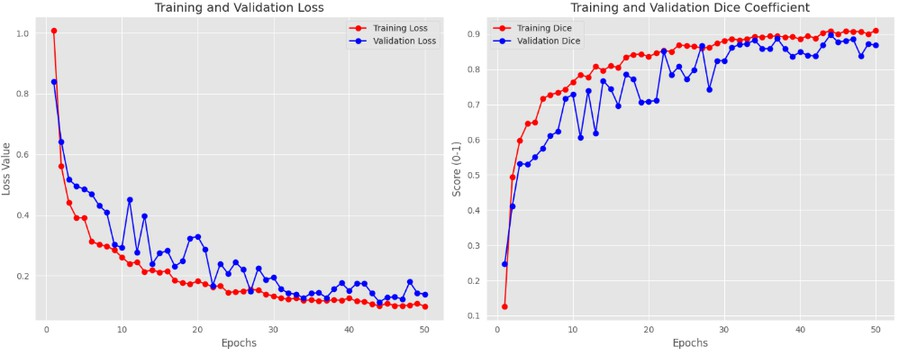 Training and Validation Loss
Training Loss
Validation Loss
Loss Value
1.0
0.8
0.6
0.4
0.2
0 10 20 30 40 50
Epochs
Training and Validation Dice Coefficient
Training Dice
Validation Dice
Score (0-1)
0.9
0.8
0.7
0.6
0.5
0.4
0.3
0.2
0.1
0 10 20 30 40 50
Epochs